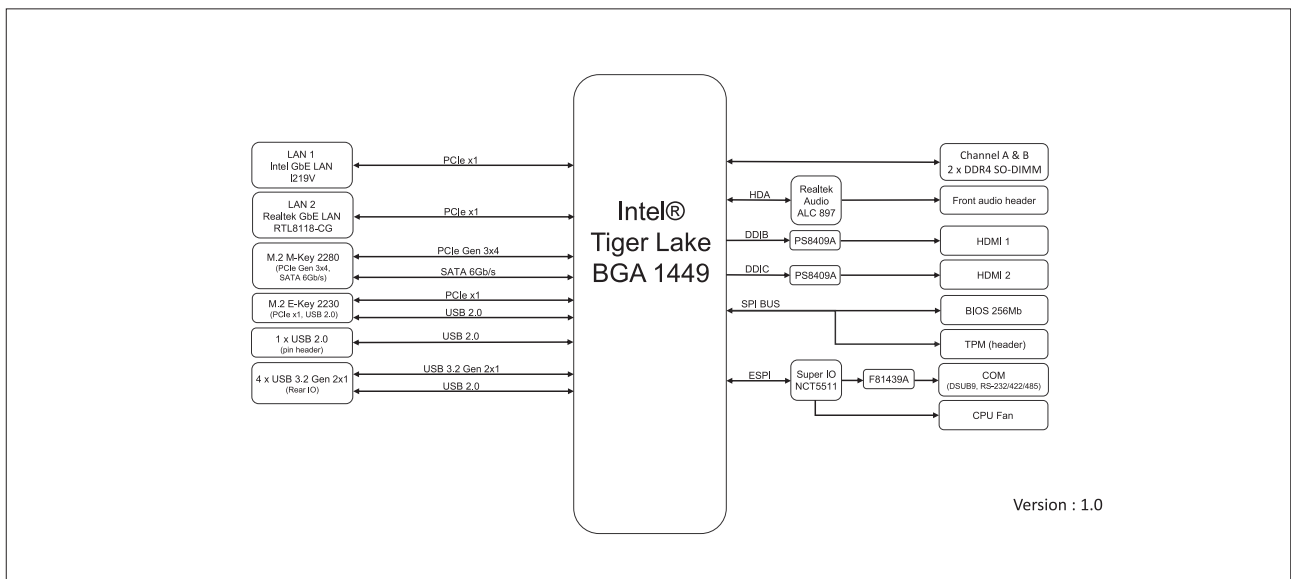 LAN 1
Intel GbE LAN
I219V
PCIe x1
LAN 2
Realtek GbE LAN
RTL8118-CG
PCIe x1
M.2 M-Key 2280
(PCIe Gen 3x4,
SATA 6Gb/s)
PCIe Gen 3x4
SATA 6Gb/s
M.2 E-Key 2230
(PCIe x1, USB 2.0)
PCIe x1
USB 2.0
1 x USB 2.0
(pin header)
USB 2.0
4 x USB 3.2 Gen 2x1
(Rear IO)
USB 3.2 Gen 2x1
USB 2.0
Intel®
Tiger Lake
BGA 1449
Channel A & B
2 x DDR4 SO-DIMM
HDA
Realtek
Audio
ALC 897
Front audio header
DDIB
PS8409A
HDMI 1
DDIC
PS8409A
HDMI 2
SPI BUS
BIOS 256Mb
TPM (header)
ESPI
Super IO
NCT5511
F81439A
COM
(DSUB9, RS-232/422/485)
CPU Fan
Version : 1.0